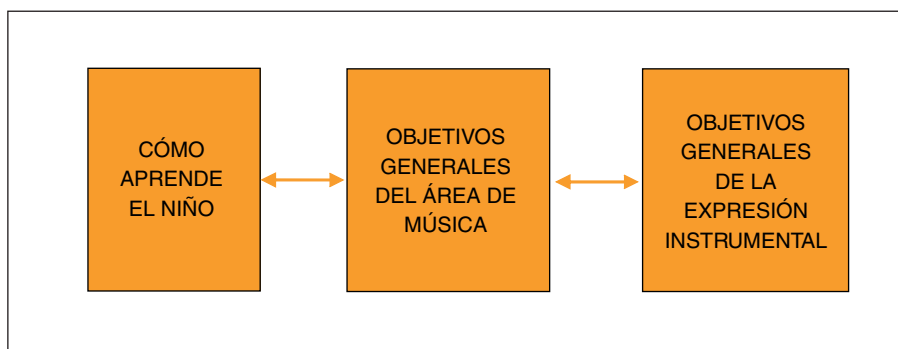 CÓMO
APRENDE
EL NIÑO
OBJETIVOS
GENERALES
DEL ÁREA DE
MÚSICA
OBJETIVOS
GENERALES
DE LA
EXPRESIÓN
INSTRUMENTAL